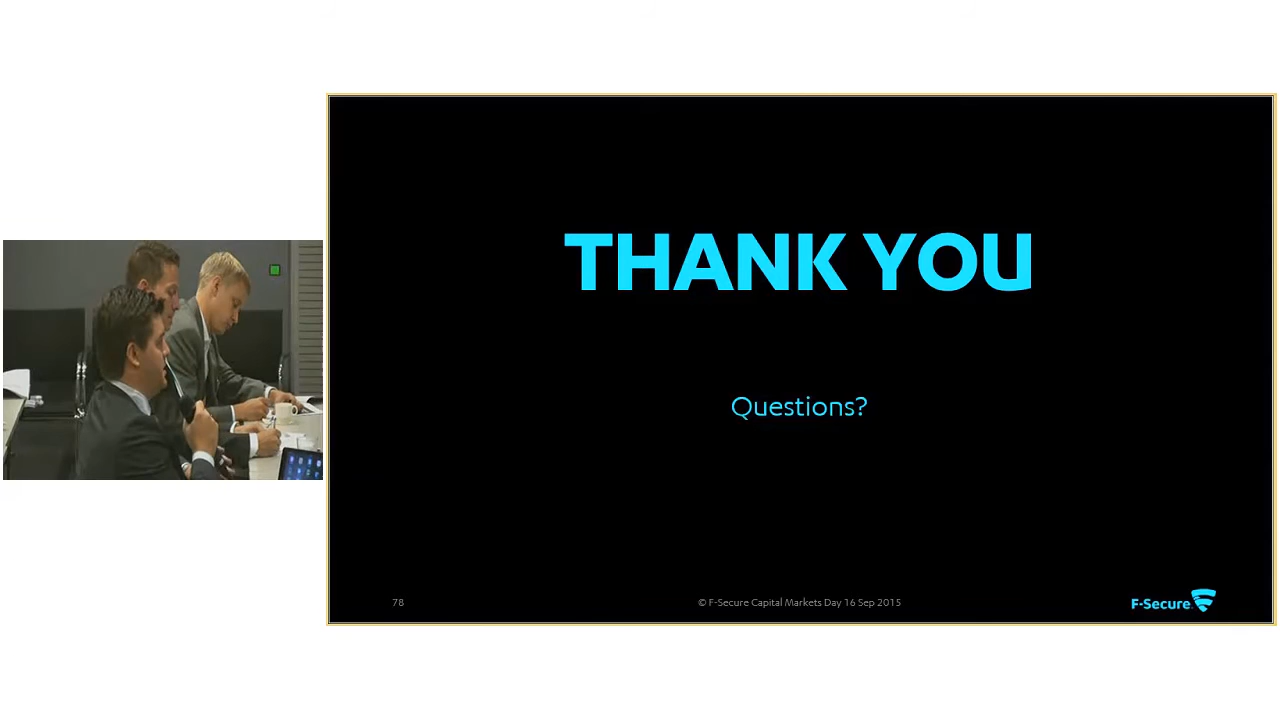 THANK YOU
Questions?
78
© F-Secure Capital Markets Day 16 Sep 2015
F-Secure